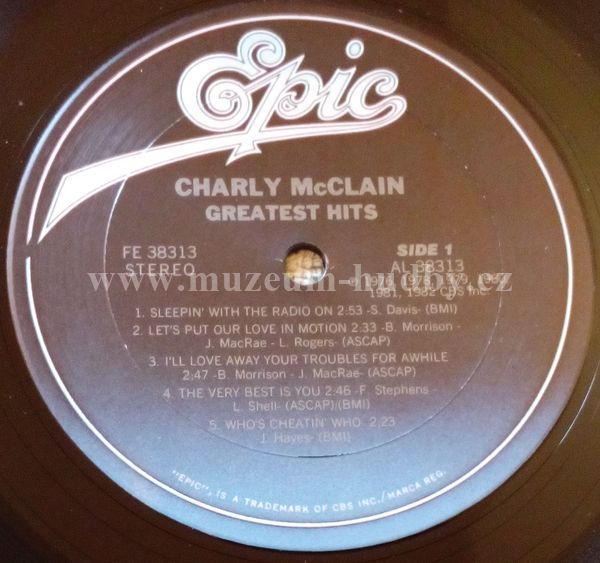 Epic
CHARLY McCLAIN
GREATEST HITS
FE 38313
STEREO
SIDE 1
AL 38313
www.muzeum-hudby.cz
℗ 1976, 1978, 1979,
1981, 1982 CBS Inc.
1. SLEEPIN' WITH THE RADIO ON 2:53 -S. Davis- (BMI)
2. LET'S PUT OUR LOVE IN MOTION 2:33 -B. Morrison -
J. MacRae - L. Rogers- (ASCAP)
3. I'LL LOVE AWAY YOUR TROUBLES FOR AWHILE
2:47 -B. Morrison - J. MacRae- (ASCAP)
4. THE VERY BEST IS YOU 2:46 -F. Stephens -
L. Shell- (ASCAP)/(BMI)
5. WHO'S CHEATIN' WHO 2:23
J. Hayes- (BMI)
"EPIC", IS A TRADEMARK OF CBS INC./MARCA REG.